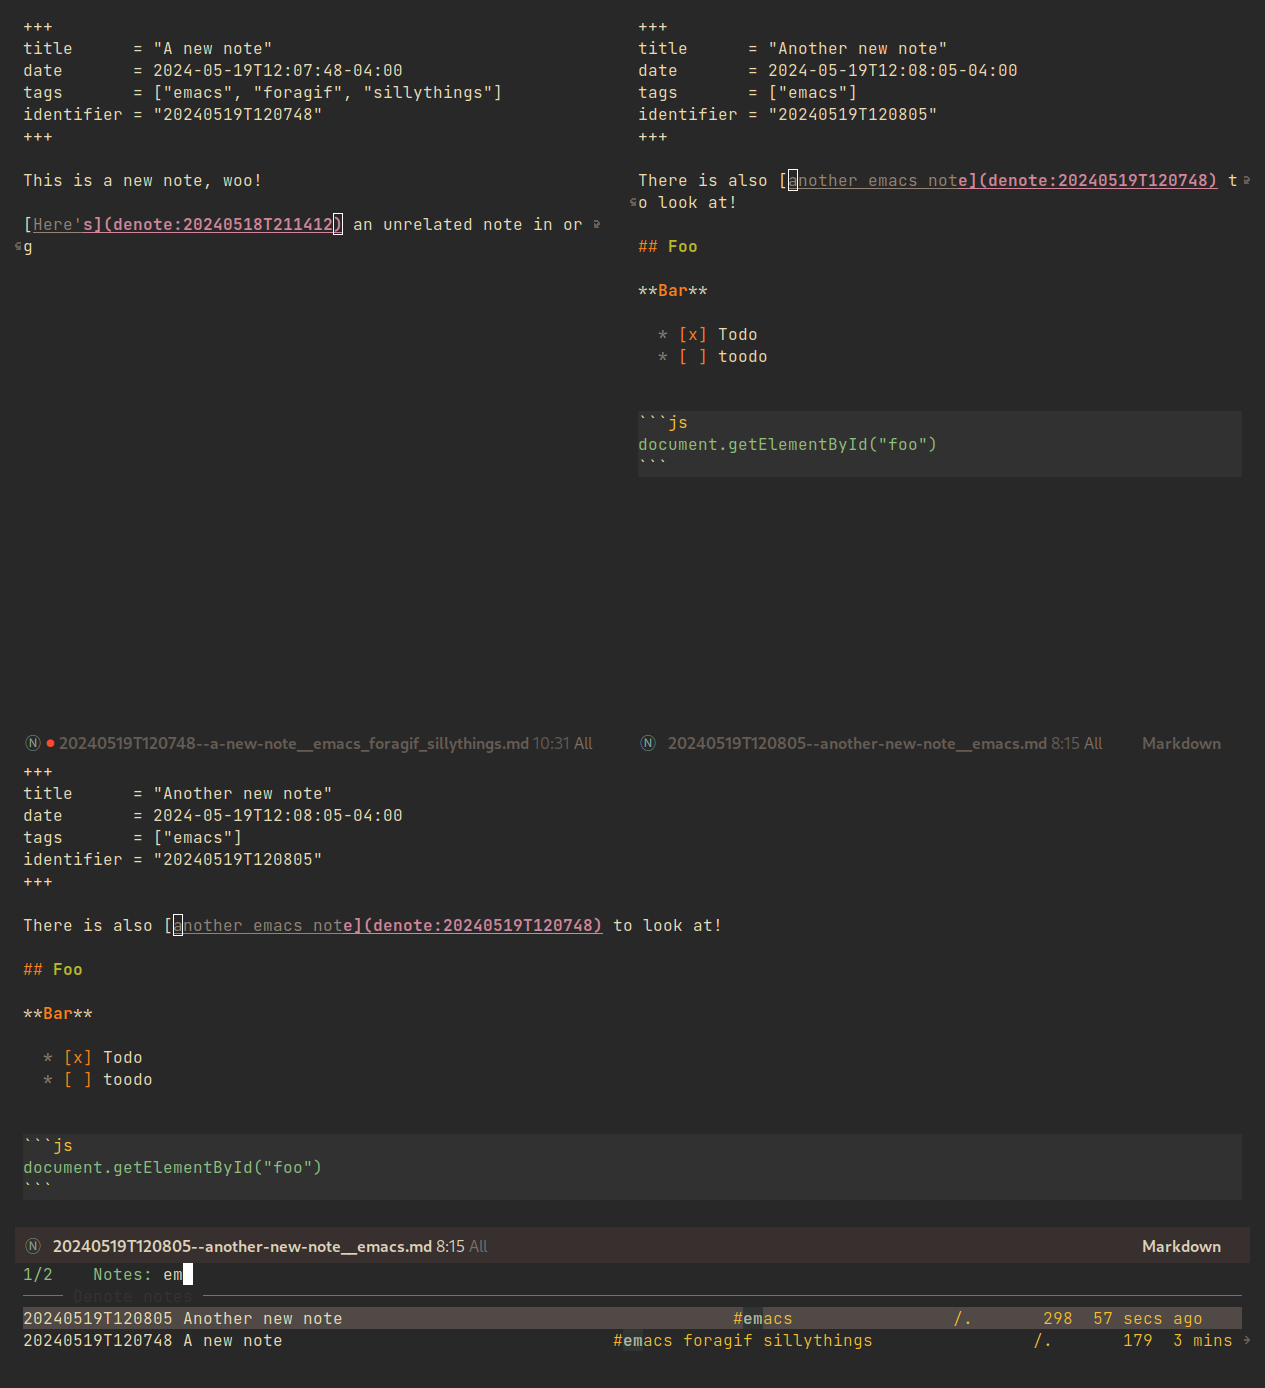 +++
title      = "A new note"
date       = 2024-05-19T12:07:48-04:00
tags       = ["emacs", "foragif", "sillythings"]
identifier = "20240519T120748"
+++
This is a new note, woo!
[Here's](denote:20240518T211412) an unrelated note in or
g
20240519T120748--a-new-note__emacs_foragif_sillythings.md 10:31 All
+++
title      = "Another new note"
date       = 2024-05-19T12:08:05-04:00
tags       = ["emacs"]
identifier = "20240519T120805"
+++
There is also [another emacs note](denote:20240519T120748) t
o look at!
## Foo
**Bar**
* [x] Todo
* [ ] toodo
```js
document.getElementById("foo")
```
N 20240519T120805--another-new-note__emacs.md 8:15 All Markdown
+++
title      = "Another new note"
date       = 2024-05-19T12:08:05-04:00
tags       = ["emacs"]
identifier = "20240519T120805"
+++
There is also [another emacs note](denote:20240519T120748) to look at!
## Foo
**Bar**
* [x] Todo
* [ ] toodo
```js
document.getElementById("foo")
```
N 20240519T120805--another-new-note__emacs.md 8:15 All Markdown
1/2 Notes: em
Denote notes
20240519T120805 Another new note #emacs /. 298 57 secs ago
20240519T120748 A new note #emacs foragif sillythings /. 179 3 mins